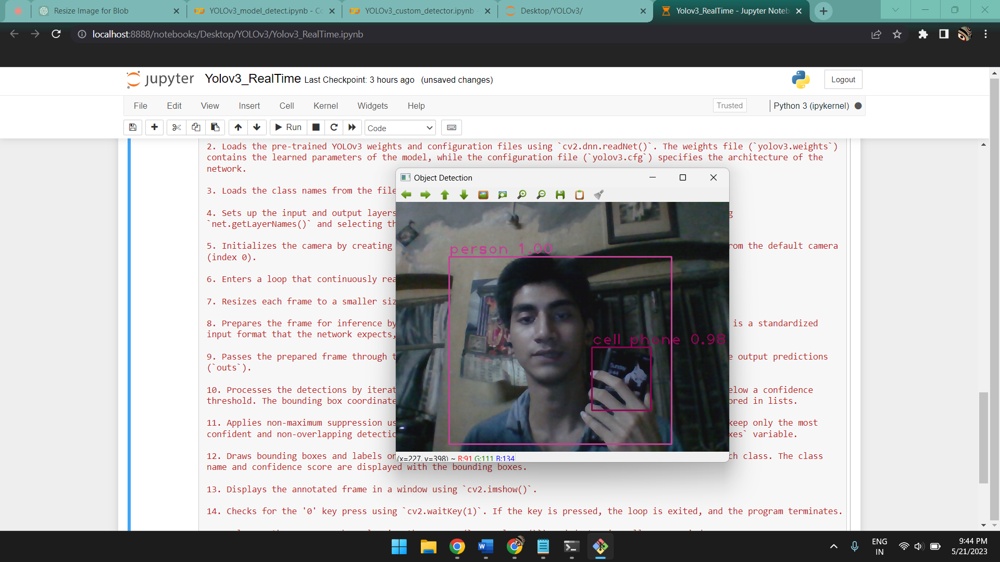 Resize Image for Blob
YOLOv3_model_detect.ipynb - Co
YOLOv3_custom_detector.ipynb -
Desktop/YOLOv3/
Yolov3_RealTime - Jupyter Noteb
localhost:8888/notebooks/Desktop/YOLOv3/Yolov3_RealTime.ipynb
jupyter Yolov3_RealTime Last Checkpoint: 3 hours ago (unsaved changes)
Logout
File Edit View Insert Cell Kernel Widgets Help
Trusted
Python 3 (ipykernel)
Run
Code
2. Loads the pre-trained YOLOv3 weights and configuration files using `cv2.dnn.readNet()`. The weights file (`yolov3.weights`)
contains the learned parameters of the model, while the configuration file (`yolov3.cfg`) specifies the architecture of the
network.
3. Loads the class names from the file
4. Sets up the input and output layers
g
`net.getLayerNames()` and selecting th
5. Initializes the camera by creating
rom the default camera
(index 0).
6. Enters a loop that continuously rea
7. Resizes each frame to a smaller siz
8. Prepares the frame for inference by
is a standardized
input format that the network expects,
9. Passes the prepared frame through t
e output predictions
(`outs`).
10. Processes the detections by iterat
elow a confidence
threshold. The bounding box coordinate
ored in lists.
11. Applies non-maximum suppression us
keep only the most
confident and non-overlapping detectio
xes` variable.
12. Draws bounding boxes and labels on
ch class. The class
name and confidence score are displayed with the bounding boxes.
13. Displays the annotated frame in a window using `cv2.imshow()`.
14. Checks for the '0' key press using `cv2.waitKey(1)`. If the key is pressed, the loop is exited, and the program terminates.
Object Detection
person 1.00
cell phone 0.98
Sunday
(x=227, y=398) ~ R:91 G:111 B:134
ENG
IN
9:44 PM
5/21/2023